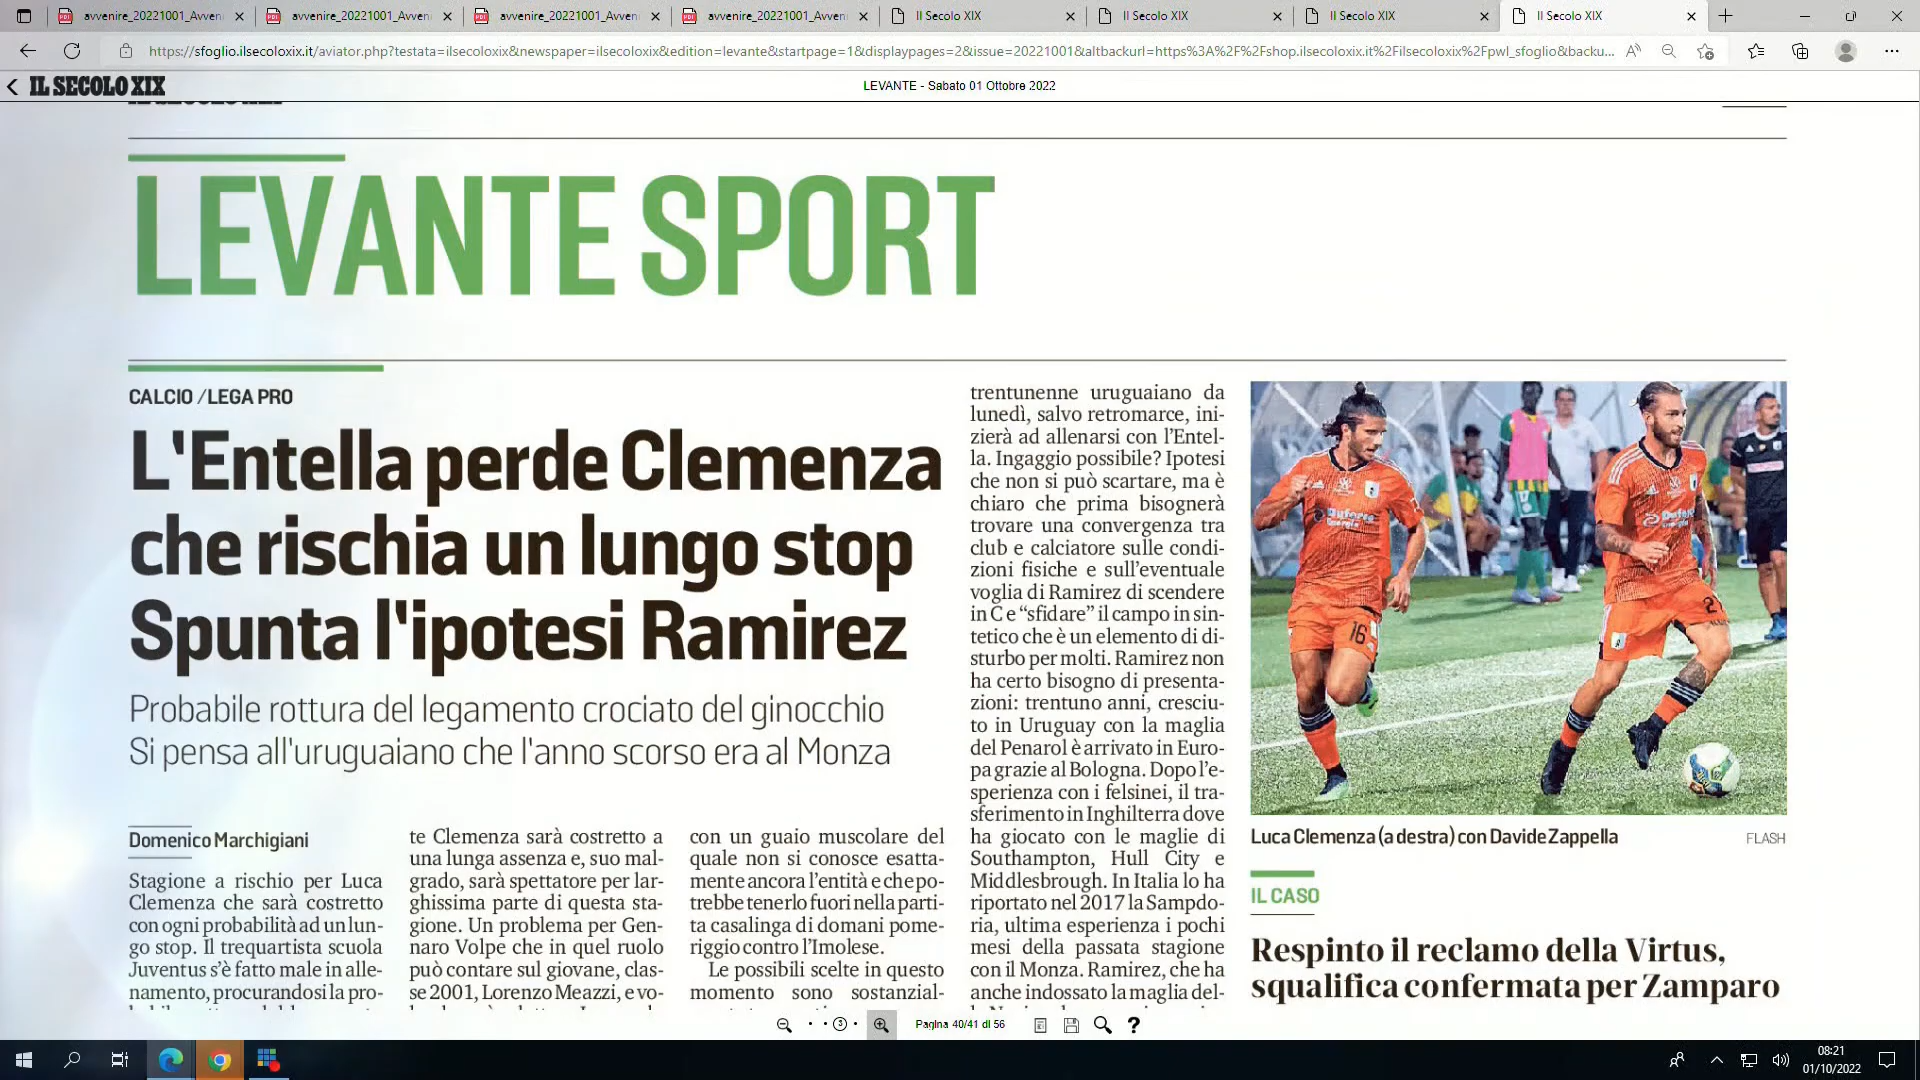 avvenire_20221001_Avveni
avvenire_20221001_Avveni
avvenire_20221001_Avveni
avvenire_20221001_Avveni
Il Secolo XIX
Il Secolo XIX
Il Secolo XIX
Il Secolo XIX
https://sfoglio.ilsecoloxix.it/aviator.php?testata=ilsecoloxix&newspaper=ilsecoloxix&edition=levante&startpage=1&displaypages=2&issue=20221001&altbackurl=https%3A%2F%2Fshop.ilsecoloxix.it%2Filsecoloxix%2Fpwl_sfoglio&backu...
IL SECOLO XIX
LEVANTE - Sabato 01 Ottobre 2022
LEVANTE SPORT
CALCIO /LEGA PRO
L'Entella perde Clemenza
che rischia un lungo stop
Spunta l'ipotesi Ramirez
Probabile rottura del legamento crociato del ginocchio
Si pensa all'uruguaiano che l'anno scorso era al Monza
Domenico Marchigiani
Stagione a rischio per Luca
Clemenza che sarà costretto
con ogni probabilità ad un lun-
go stop. Il trequartista scuola
Juventus s'è fatto male in alle-
namento, procurandosi la pro-
te Clemenza sarà costretto a
una lunga assenza e, suo mal-
grado, sarà spettatore per lar-
ghissima parte di questa sta-
gione. Un problema per Gen-
naro Volpe che in quel ruolo
può contare sul giovane, clas-
se 2001, Lorenzo Meazzi, e vo-
con un guaio muscolare del
quale non si conosce esatta-
mente ancora l'entità e che po-
trebbe tenerlo fuori nella parti-
ta casalinga di domani pome-
riggio contro l'Imolese.
Le possibili scelte in questo
momento sono sostanzial-
trentunenne uruguaiano da
lunedì, salvo retromarce, ini-
zierà ad allenarsi con l'Entel-
la. Ingaggio possibile? Ipotesi
che non si può scartare, ma è
chiaro che prima bisognerà
trovare una convergenza tra
club e calciatore sulle condi-
zioni fisiche e sull'eventuale
voglia di Ramirez di scendere
in C e “sfidare” il campo in sin-
tetico che è un elemento di di-
sturbo per molti. Ramirez non
ha certo bisogno di presenta-
zioni: trentuno anni, cresciu-
to in Uruguay con la maglia
del Penarol è arrivato in Euro-
pa grazie al Bologna. Dopo l'e-
sperienza con i felsinei, il tra-
sferimento in Inghilterra dove
ha giocato con le maglie di
Southampton, Hull City e
Middlesbrough. In Italia lo ha
riportato nel 2017 la Sampdo-
ria, ultima esperienza i pochi
mesi della passata stagione
con il Monza. Ramirez, che ha
anche indossato la maglia del-
16
Luca Clemenza (a destra) con Davide Zappella
FLASH
IL CASO
Respinto il reclamo della Virtus,
squalifica confermata per Zamparo
3
Pagina 40/41 di 56
08:21
01/10/2022